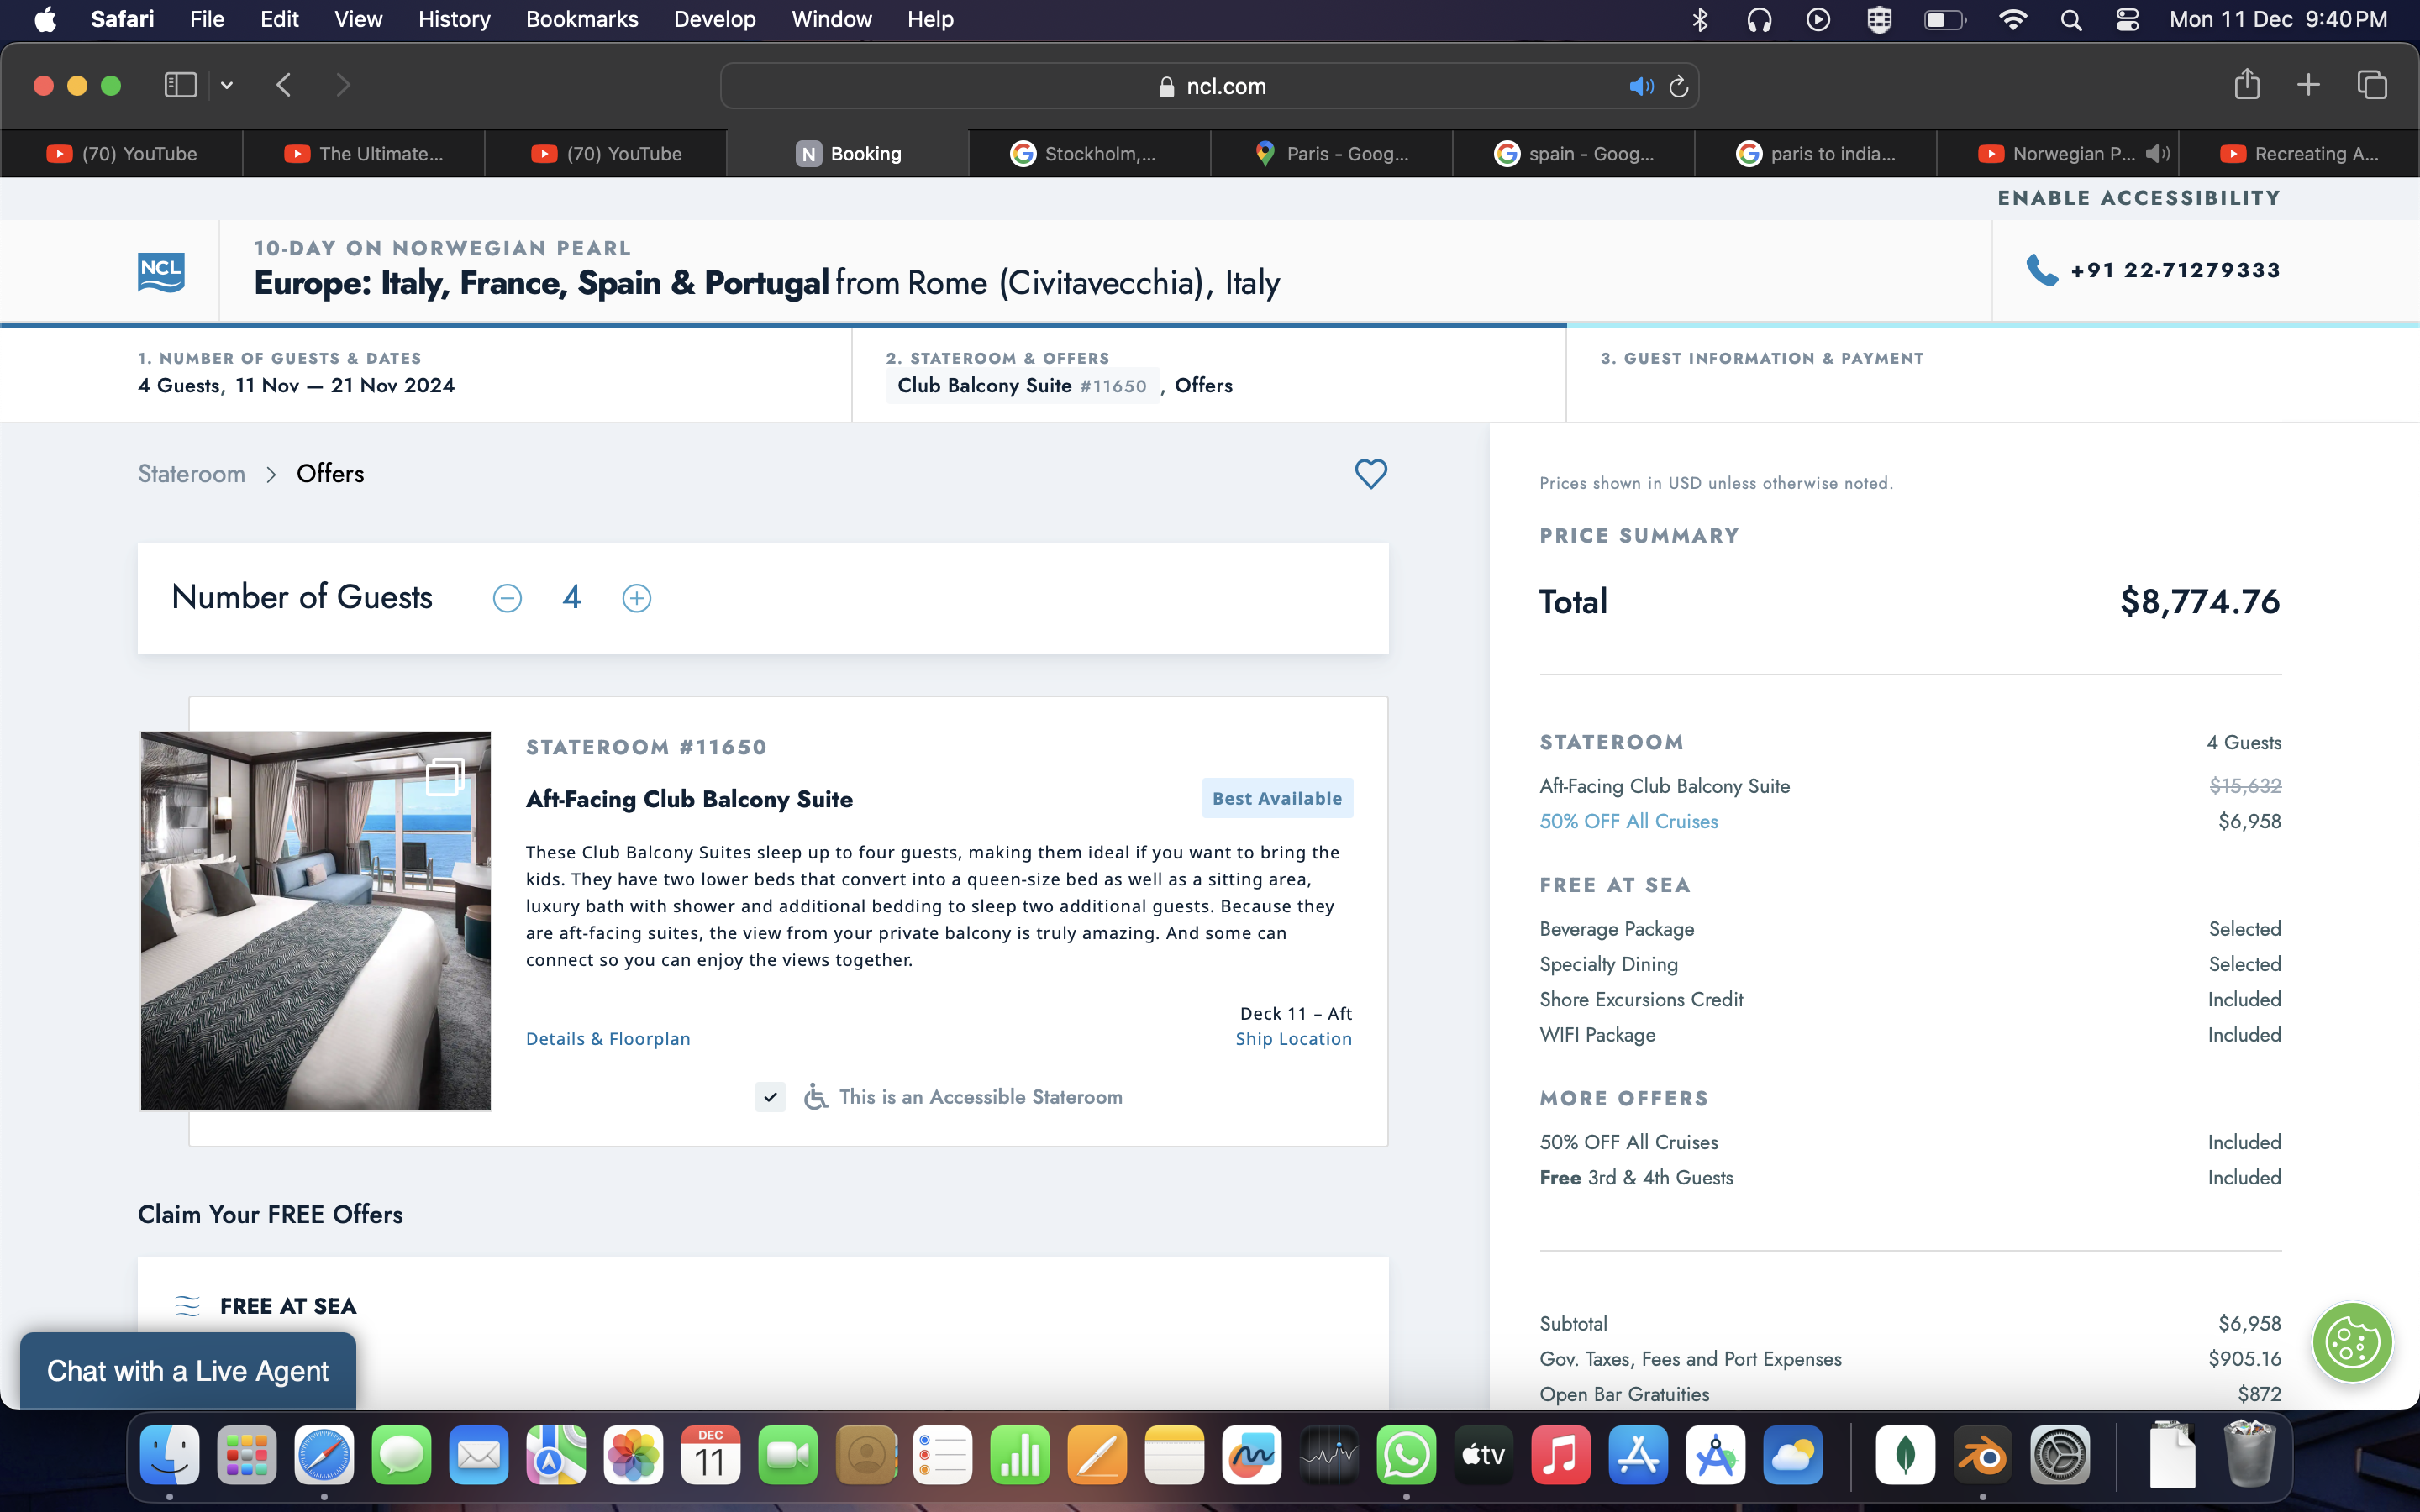 Safari File Edit View History Bookmarks Develop Window Help Mon 11 Dec 9:40 PM
ncl.com
(70) YouTube The Ultimate... (70) YouTube N Booking Stockholm,... Paris - Goog... spain - Goog... paris to india... Norwegian P... Recreating A...
ENABLE ACCESSIBILITY
NCL
10-DAY ON NORWEGIAN PEARL
Europe: Italy, France, Spain & Portugal from Rome (Civitavecchia), Italy
+91 22-71279333
1. NUMBER OF GUESTS & DATES
4 Guests, 11 Nov — 21 Nov 2024
2. STATEROOM & OFFERS
Club Balcony Suite #11650 , Offers
3. GUEST INFORMATION & PAYMENT
Stateroom > Offers
Number of Guests 4
STATEROOM #11650
Aft-Facing Club Balcony Suite
Best Available
These Club Balcony Suites sleep up to four guests, making them ideal if you want to bring the
kids. They have two lower beds that convert into a queen-size bed as well as a sitting area,
luxury bath with shower and additional bedding to sleep two additional guests. Because they
are aft-facing suites, the view from your private balcony is truly amazing. And some can
connect so you can enjoy the views together.
Deck 11 – Aft
Details & Floorplan
Ship Location
This is an Accessible Stateroom
Claim Your FREE Offers
FREE AT SEA
Chat with a Live Agent
Prices shown in USD unless otherwise noted.
PRICE SUMMARY
Total $8,774.76
STATEROOM 4 Guests
Aft-Facing Club Balcony Suite $15,632
50% OFF All Cruises $6,958
FREE AT SEA
Beverage Package Selected
Specialty Dining Selected
Shore Excursions Credit Included
WIFI Package Included
MORE OFFERS
50% OFF All Cruises Included
Free 3rd & 4th Guests Included
Subtotal $6,958
Gov. Taxes, Fees and Port Expenses $905.16
Open Bar Gratuities $872
DEC
11
tv